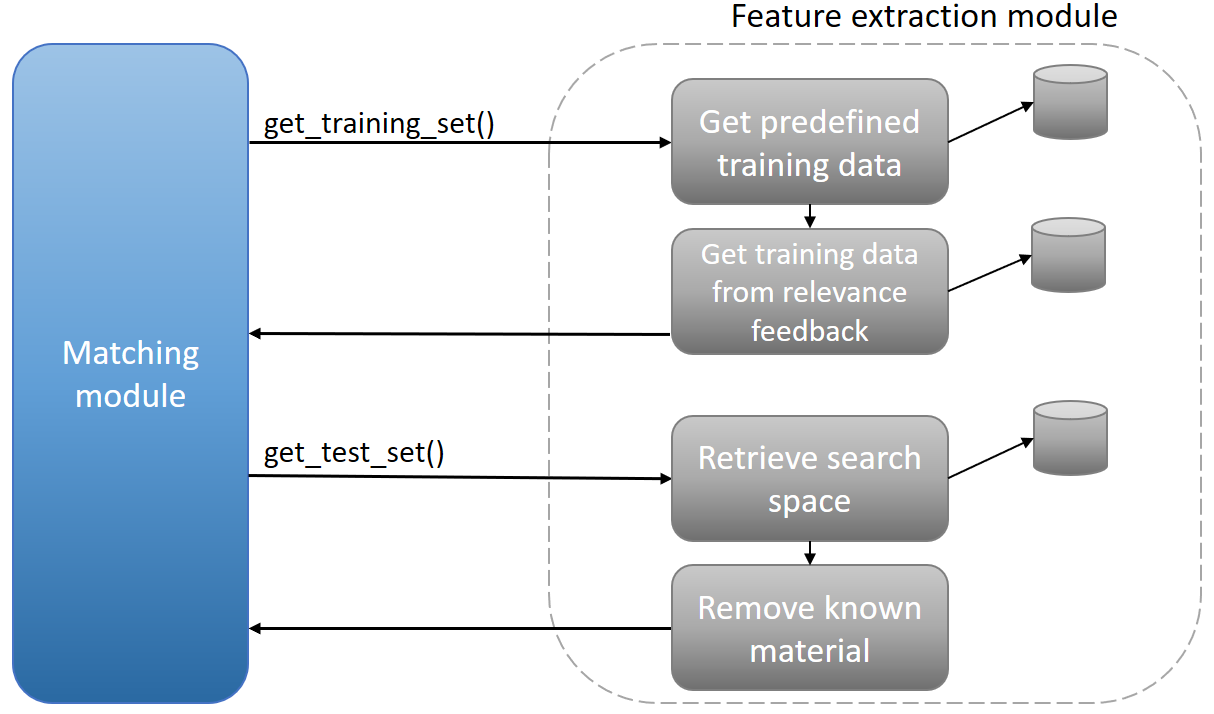 Feature extraction module
get_training_set()
Get predefined
training data
Get training data
from relevance
feedback
Matching
module
get_test_set()
Retrieve search
space
Remove known
material